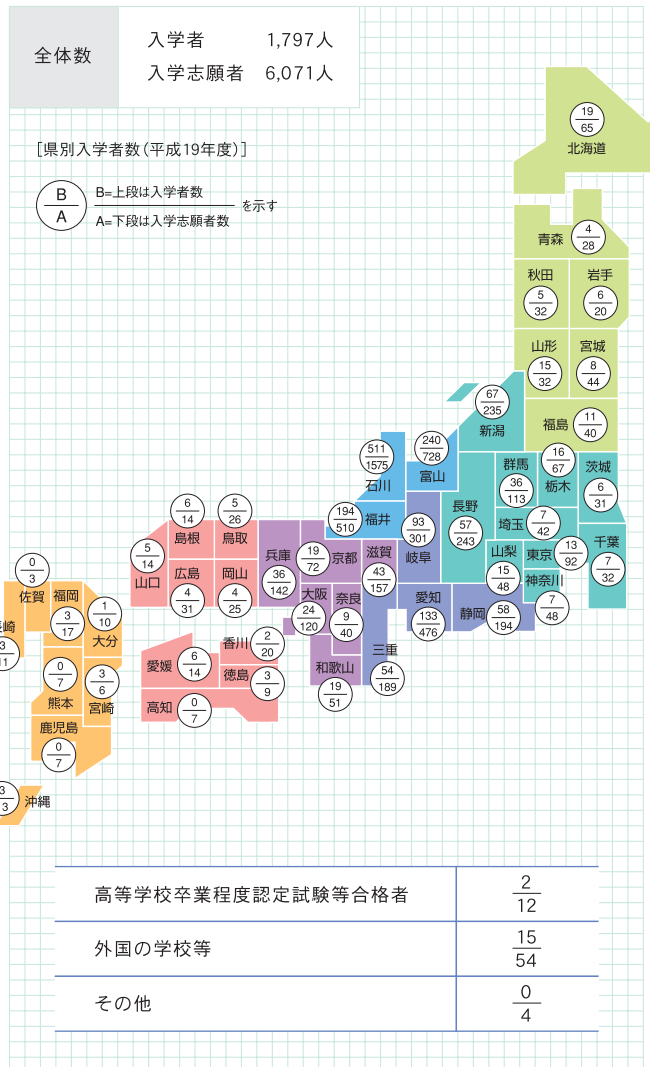 全体数
入学者 1,797人
入学志願者 6,071人
［県別入学者数（平成19年度）］
B
A
B=上段は入学者数
A=下段は入学志願者数
を示す
19
65
北海道
青森
4
28
秋田
5
32
岩手
6
20
山形
15
32
宮城
8
44
福島
11
40
67
235
新潟
240
728
富山
511
1575
石川
194
510
福井
16
67
栃木
群馬
36
113
茨城
6
31
埼玉
7
42
長野
57
243
山梨
15
48
東京
13
92
千葉
7
32
神奈川
7
48
93
301
岐阜
静岡
58
194
愛知
133
476
三重
54
189
滋賀
43
157
京都
19
72
兵庫
36
142
大阪
24
120
奈良
9
40
和歌山
19
51
5
26
鳥取
6
14
島根
岡山
4
25
広島
4
31
5
14
山口
香川
2
20
徳島
3
9
愛媛
6
14
高知
0
7
福岡
3
17
0
3
佐賀
崎
3
11
1
10
大分
0
7
熊本
3
6
宮崎
鹿児島
0
7
3
沖縄
高等学校卒業程度認定試験等合格者
2
12
外国の学校等
15
54
その他
0
4